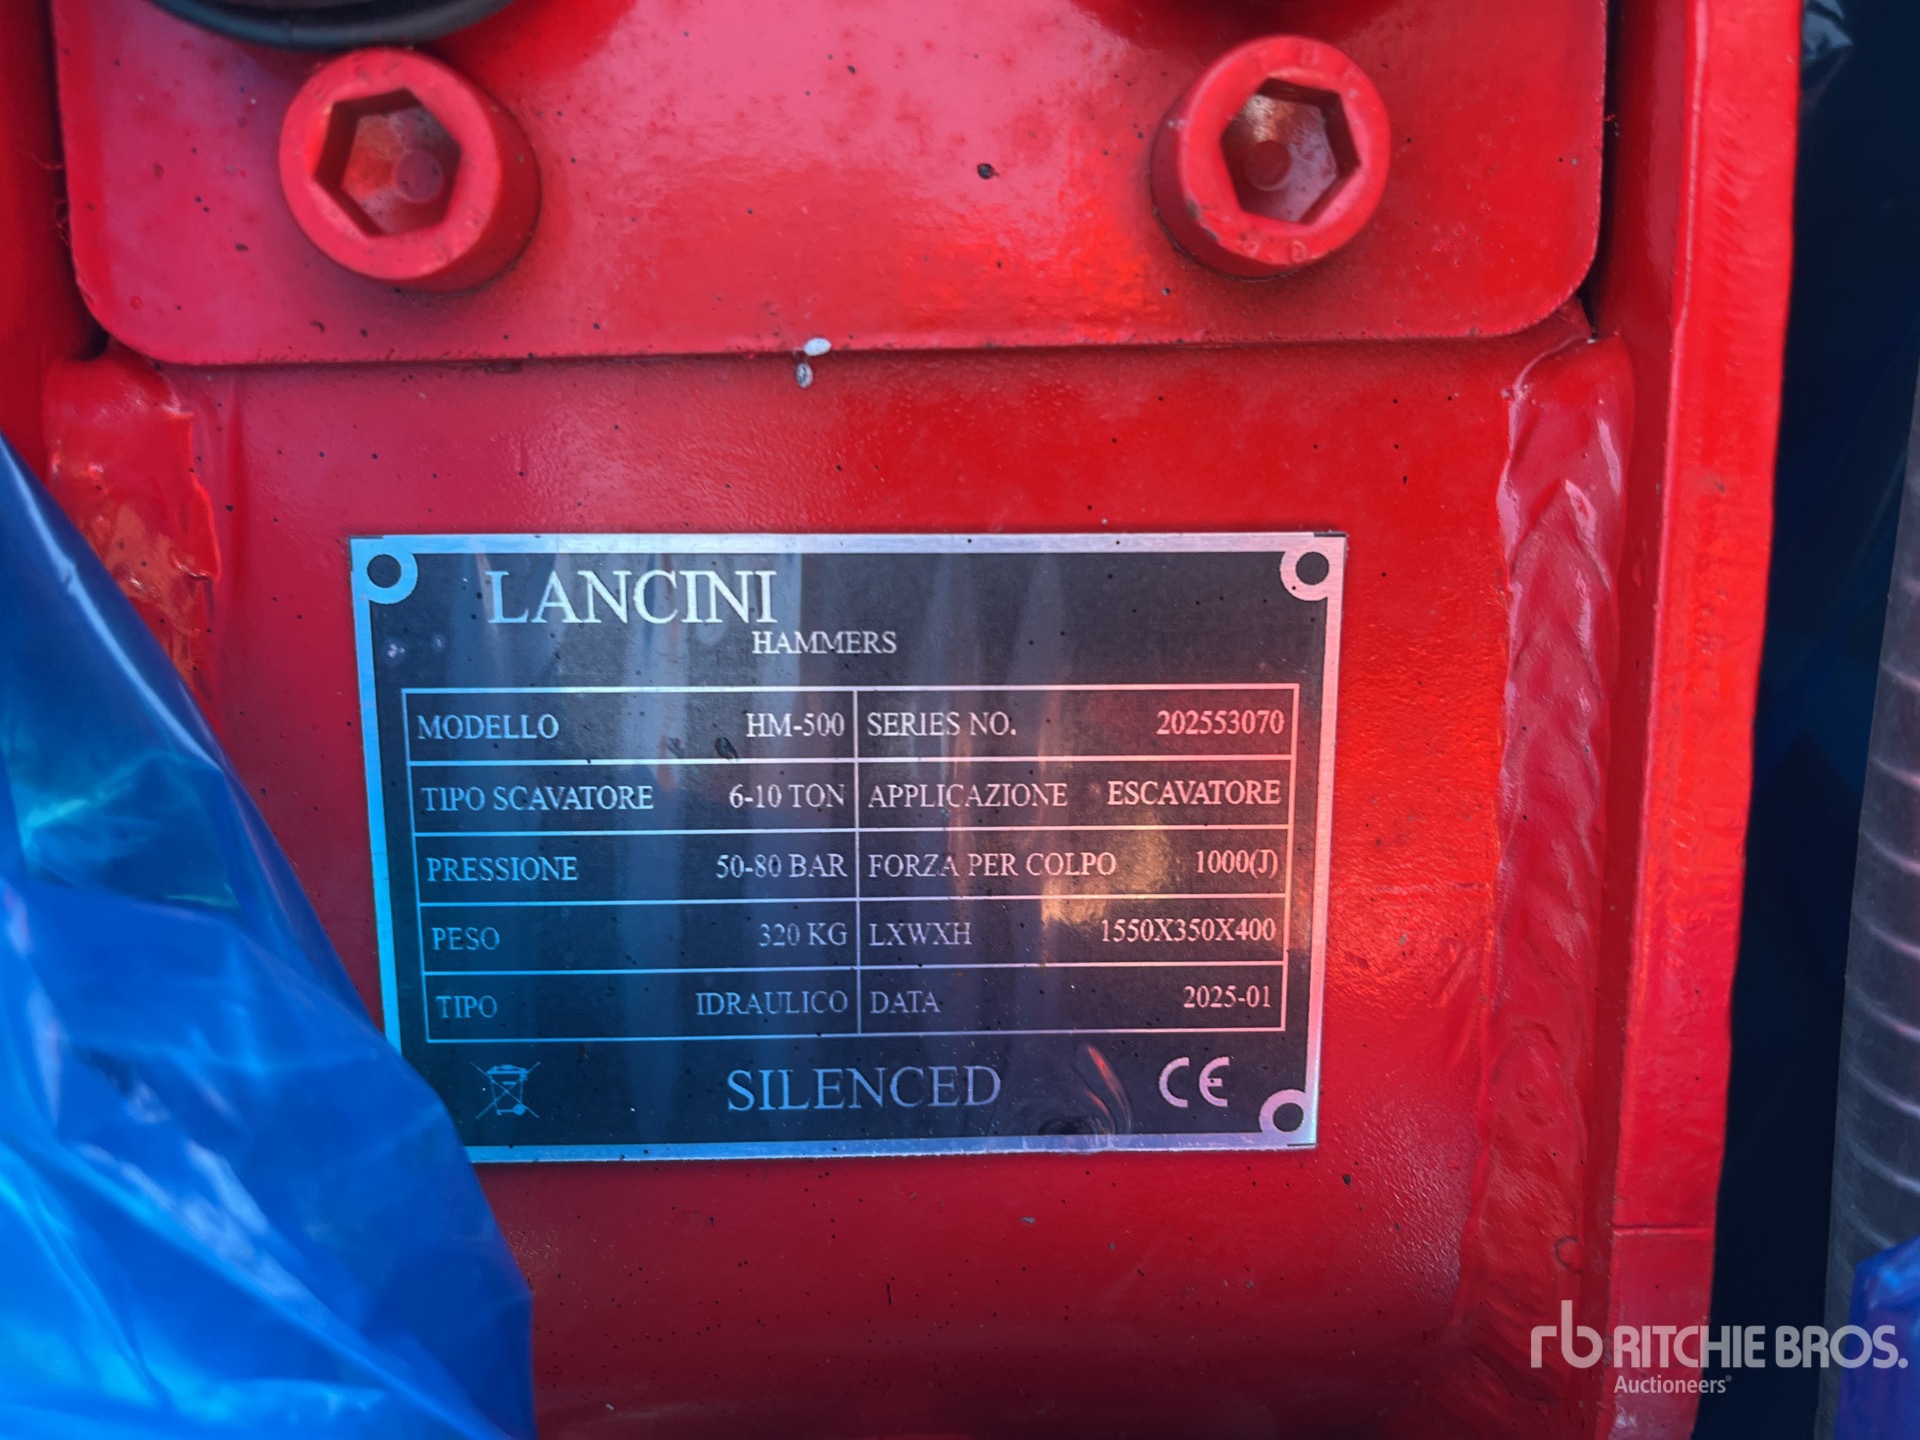 LANCINI
HAMMERS
MODELLO HM-500 SERIES NO. 202553070
TIPO SCAVATORE 6-10 TON APPLICAZIONE ESCAVATORE
PRESSIONE 50-80 BAR FORZA PER COLPO 1000(J)
PESO 320 KG LXWXH 1550X350X400
TIPO IDRAULICO DATA 2025-01
SILENCED CE
rb RITCHIE BROS.
Auctioneers®